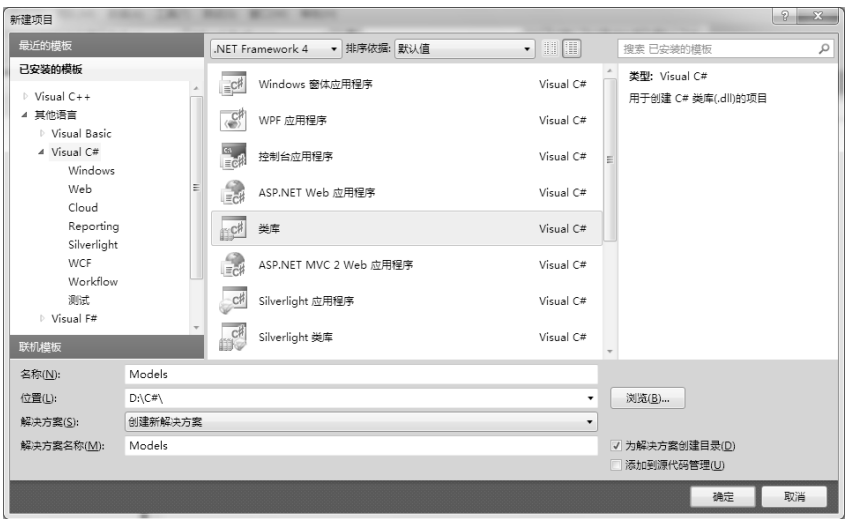 新建项目
最近的模板
.NET Framework 4
排序依据: 默认值
搜索 已安装的模板
已安装的模板
Visual C++
其他语言
Visual Basic
Visual C#
Windows
Web
Cloud
Reporting
Silverlight
WCF
Workflow
测试
Visual F#
联机模板
Windows 窗体应用程序 Visual C#
WPF 应用程序 Visual C#
控制台应用程序 Visual C#
ASP.NET Web 应用程序 Visual C#
类库 Visual C#
ASP.NET MVC 2 Web 应用程序 Visual C#
Silverlight 应用程序 Visual C#
Silverlight 类库 Visual C#
类型: Visual C#
用于创建 C# 类库(.dll)的项目
名称(N): Models
位置(L): D:\C#\
浏览(B)...
解决方案(S): 创建新解决方案
解决方案名称(M): Models
为解决方案创建目录(D)
添加到源代码管理(U)
确定 取消